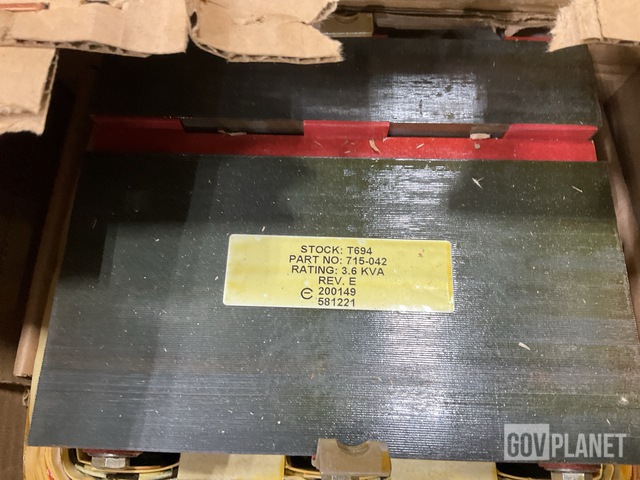 STOCK: T694
PART NO: 715-042
RATING: 3.6 KVA
REV. E
200149
581221
GOVPLANET